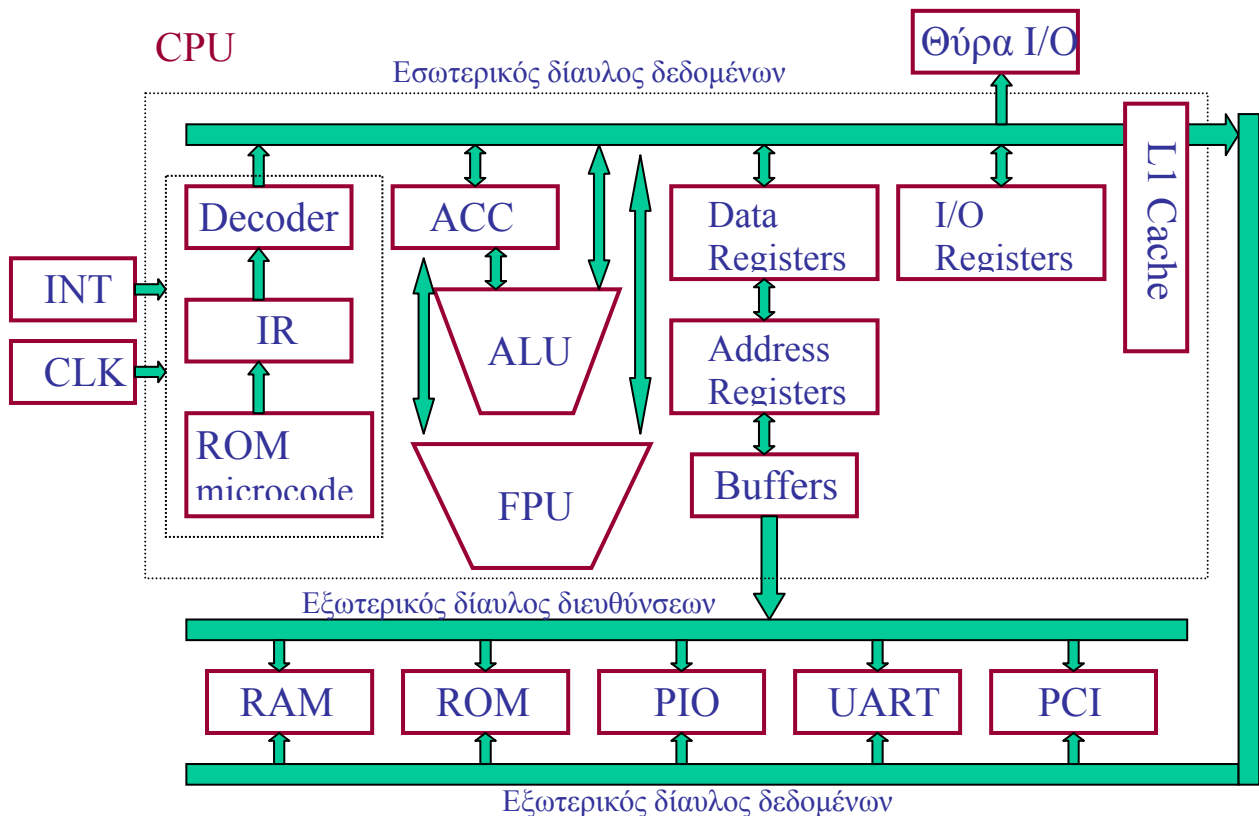 CPU
Θύρα I/O
Εσωτερικός δίαυλος δεδομένων
L1 Cache
Decoder
ACC
Data
Registers
I/O
Registers
INT
IR
ALU
Address
Registers
CLK
ROM
microcode
FPU
Buffers
Εξωτερικός δίαυλος διευθύνσεων
RAM
ROM
PIO
UART
PCI
Εξωτερικός δίαυλος δεδομένων